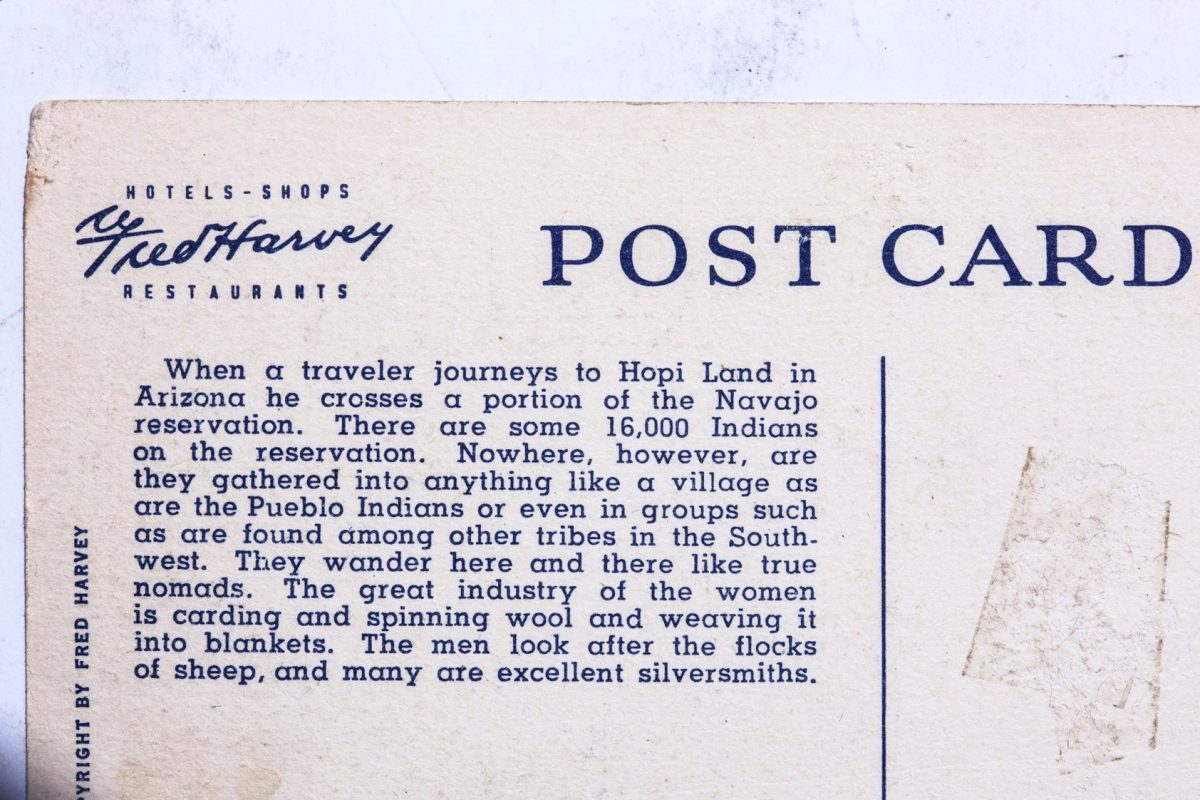 HOTELS-SHOPS
Fred Harvey
RESTAURANTS
POST CARD
When a traveler journeys to Hopi Land in
Arizona he crosses a portion of the Navajo
reservation. There are some 16,000 Indians
on the reservation. Nowhere, however, are
they gathered into anything like a village as
are the Pueblo Indians or even in groups such
as are found among other tribes in the South-
west. They wander here and there like true
nomads. The great industry of the women
is carding and spinning wool and weaving it
into blankets. The men look after the flocks
of sheep, and many are excellent silversmiths.
PYRIGHT BY FRED HARVEY